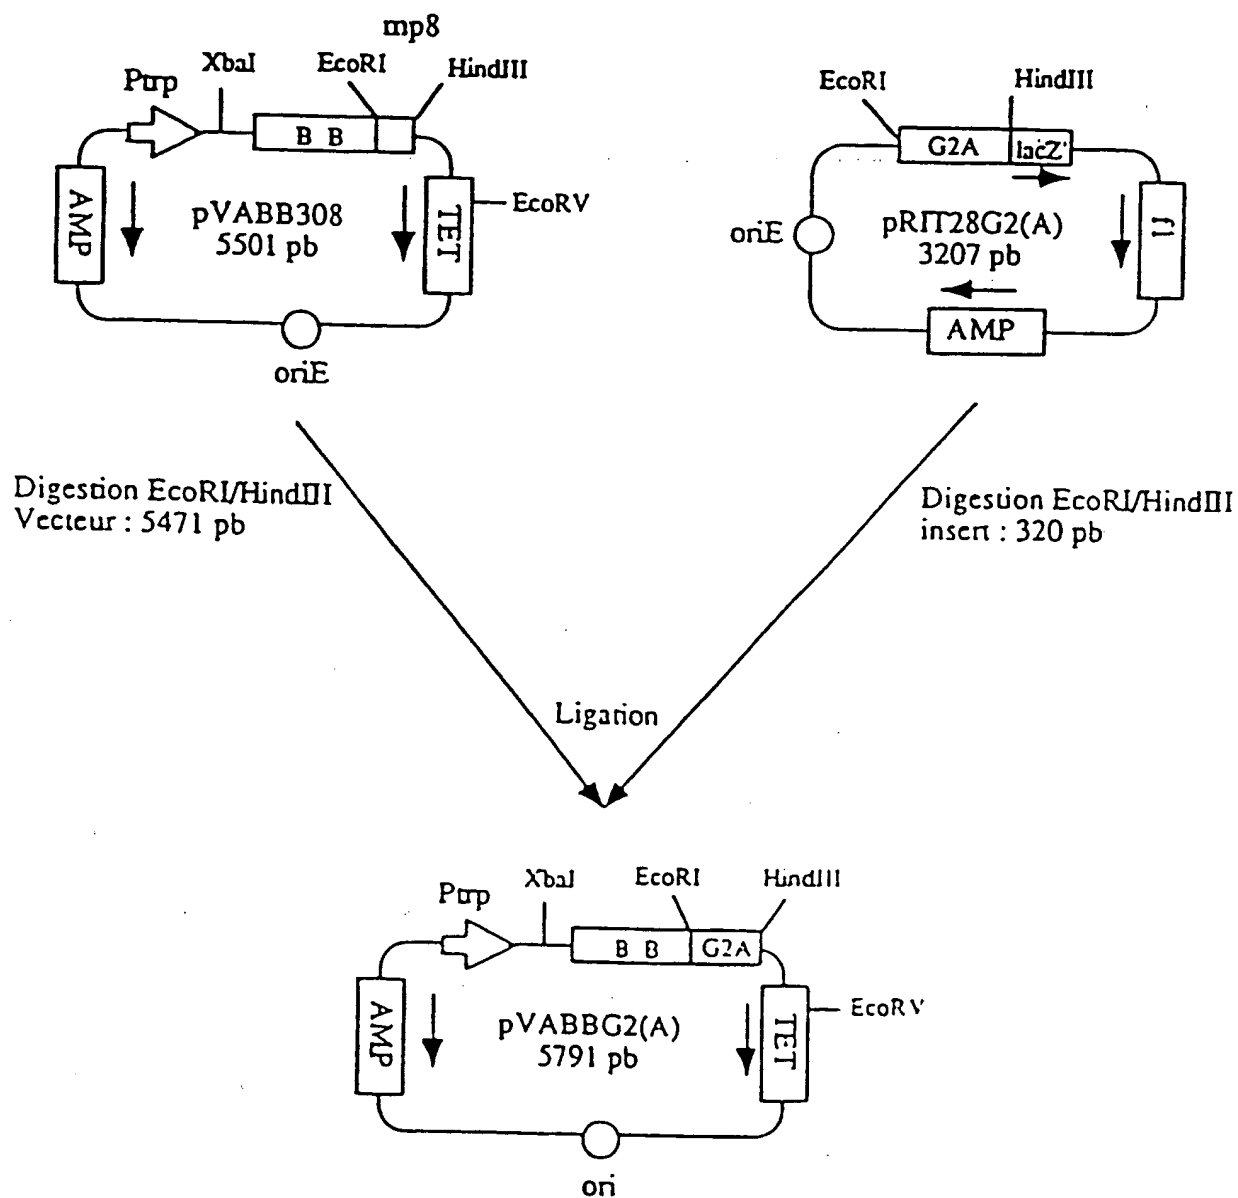 mp8
Ptrp
XbaI
EcoRI
HindIII
B B
AMP
TET
EcoRV
pVABB308
5501 pb
oriE
EcoRI
HindIII
G2A
lacZ'
oriE
pRIT28G2(A)
3207 pb
f1
AMP
Digestion EcoRI/HindIII
Vecteur : 5471 pb
Digestion EcoRI/HindIII
insert : 320 pb
Ligation
Ptrp
XbaI
EcoRI
HindIII
B B
G2A
AMP
TET
EcoRV
pVABBG2(A)
5791 pb
ori